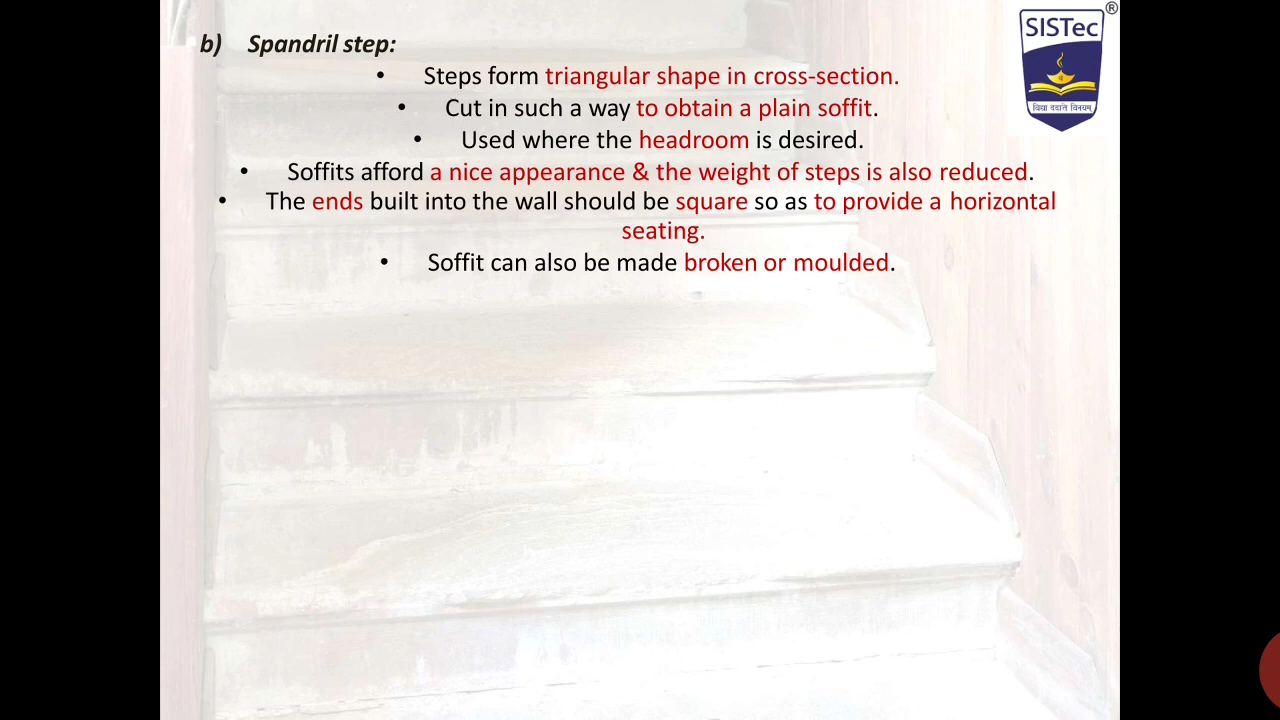 SISTec®
विद्या ददाति विनयम्
b) Spandril step:
• Steps form triangular shape in cross-section.
• Cut in such a way to obtain a plain soffit.
• Used where the headroom is desired.
• Soffits afford a nice appearance & the weight of steps is also reduced.
• The ends built into the wall should be square so as to provide a horizontal
seating.
• Soffit can also be made broken or moulded.